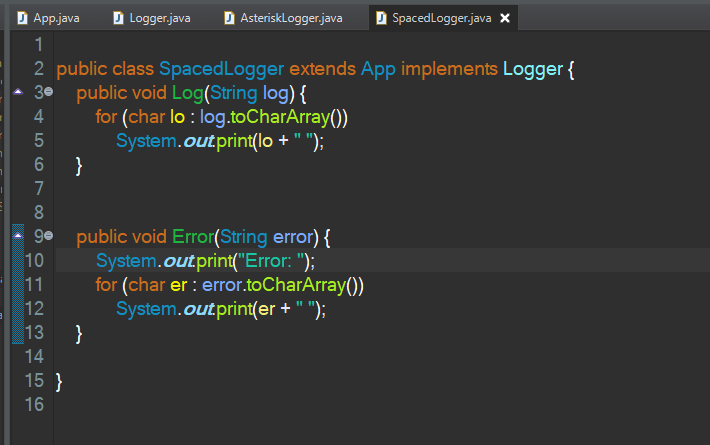 App.java Logger.java AsteriskLogger.java SpacedLogger.java
1
2 public class SpacedLogger extends App implements Logger {
3 public void Log(String log) {
4 for (char lo : log.toCharArray())
5 System.out.print(lo + " ");
6 }
7
8
9 public void Error(String error) {
10 System.out.print("Error: ");
11 for (char er : error.toCharArray())
12 System.out.print(er + " ");
13 }
14
15 }
16